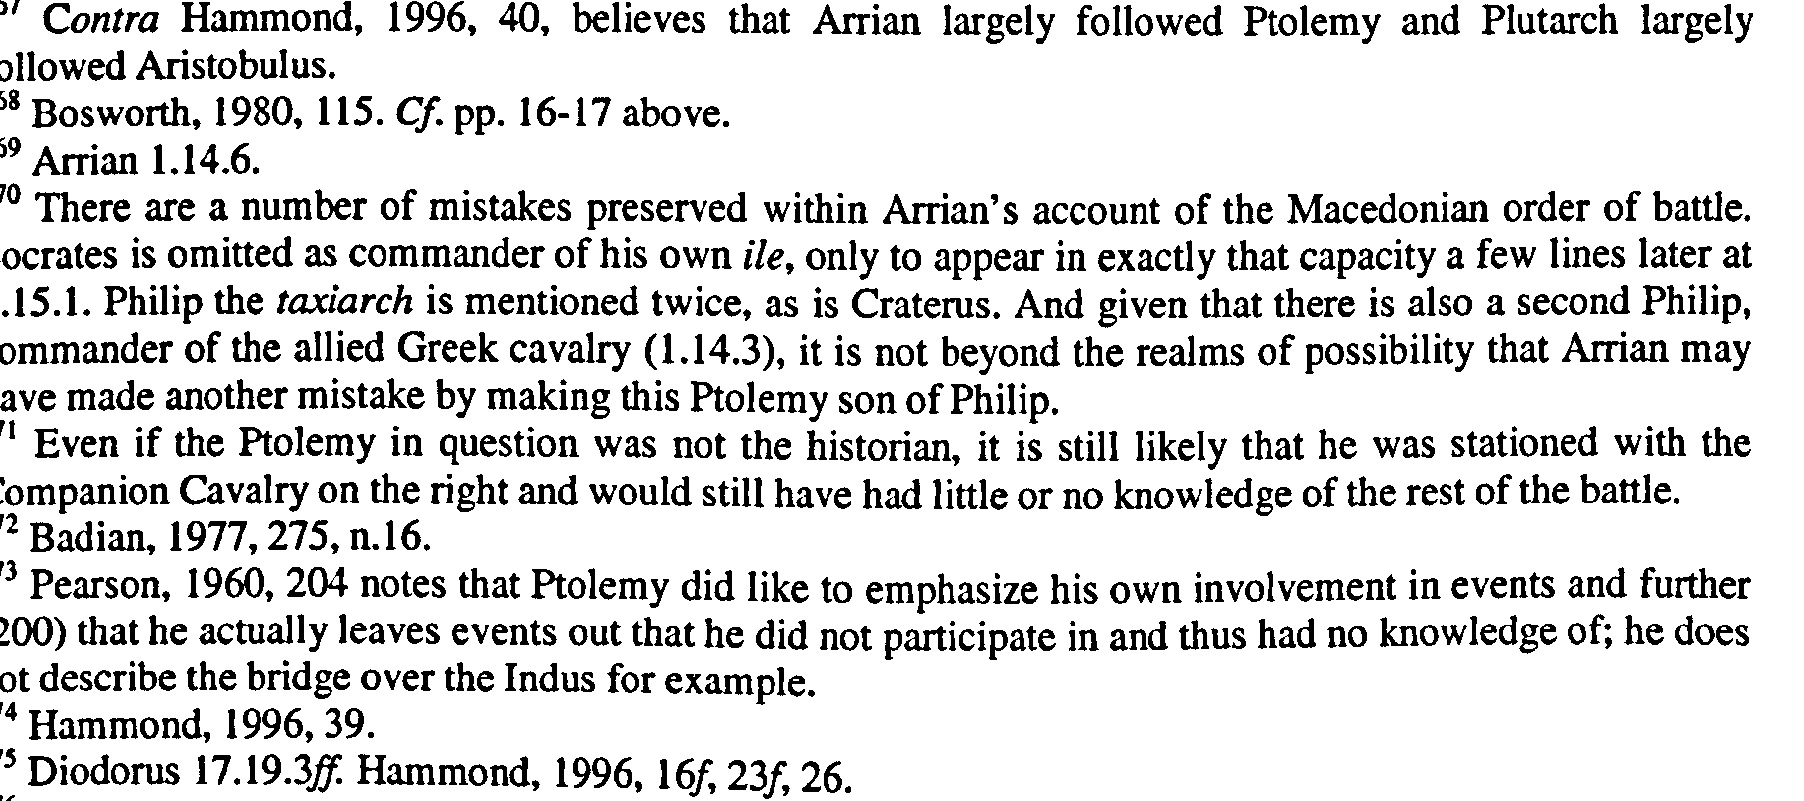 ⁵⁷ Contra Hammond, 1996, 40, believes that Arrian largely followed Ptolemy and Plutarch largely
ollowed Aristobulus.
⁶⁸ Bosworth, 1980, 115. Cf. pp. 16-17 above.
⁶⁹ Arrian 1.14.6.
⁷⁰ There are a number of mistakes preserved within Arrian's account of the Macedonian order of battle.
ocrates is omitted as commander of his own ile, only to appear in exactly that capacity a few lines later at
.15.1. Philip the taxiarch is mentioned twice, as is Craterus. And given that there is also a second Philip,
ommander of the allied Greek cavalry (1.14.3), it is not beyond the realms of possibility that Arrian may
ave made another mistake by making this Ptolemy son of Philip.
⁷¹ Even if the Ptolemy in question was not the historian, it is still likely that he was stationed with the
Companion Cavalry on the right and would still have had little or no knowledge of the rest of the battle.
⁷² Badian, 1977, 275, n.16.
⁷³ Pearson, 1960, 204 notes that Ptolemy did like to emphasize his own involvement in events and further
200) that he actually leaves events out that he did not participate in and thus had no knowledge of; he does
ot describe the bridge over the Indus for example.
⁷⁴ Hammond, 1996, 39.
⁷⁵ Diodorus 17.19.3ff. Hammond, 1996, 16f, 23f, 26.